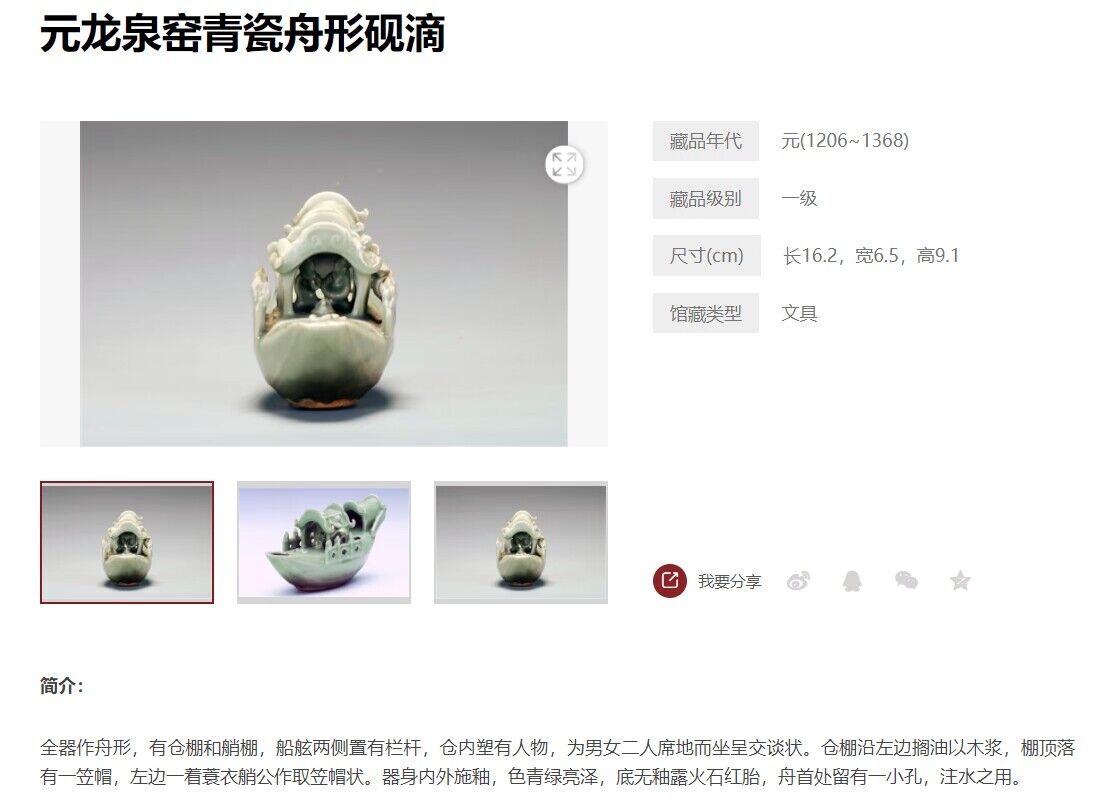 元龙泉窑青瓷舟形砚滴
藏品年代 元(1206~1368)
藏品级别 一级
尺寸(cm) 长16.2，宽6.5，高9.1
馆藏类型 文具
我要分享
简介：
全器作舟形，有仓棚和艄棚，船舷两侧置有栏杆，仓内塑有人物，为男女二人席地而坐呈交谈状。仓棚沿左边搁油以木浆，棚顶落
有一笠帽，左边一着蓑衣艄公作取笠帽状。器身内外施釉，色青绿亮泽，底无釉露火石红胎，舟首处留有一小孔，注水之用。